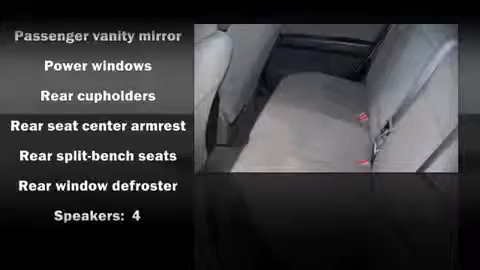 Passenger vanity mirror
Power windows
Rear cupholders
Rear seat center armrest
Rear split-bench seats
Rear window defroster
Speakers: 4